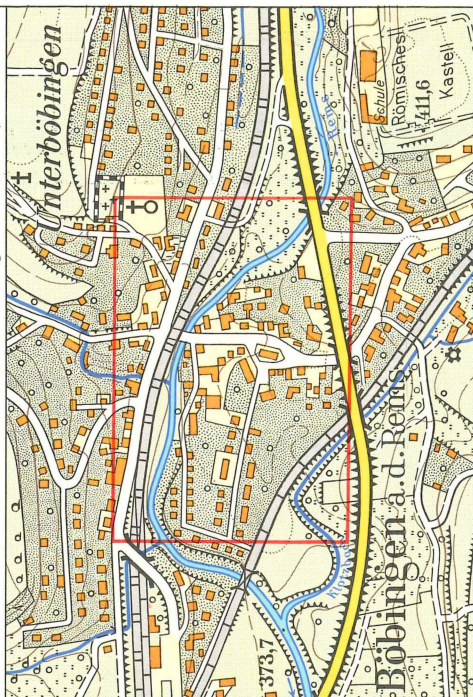 Unterböbingen
Rems
Schule
Römisches
Kastell
411,6
Klotzbach
373,7
Böbingen a.d. Rems